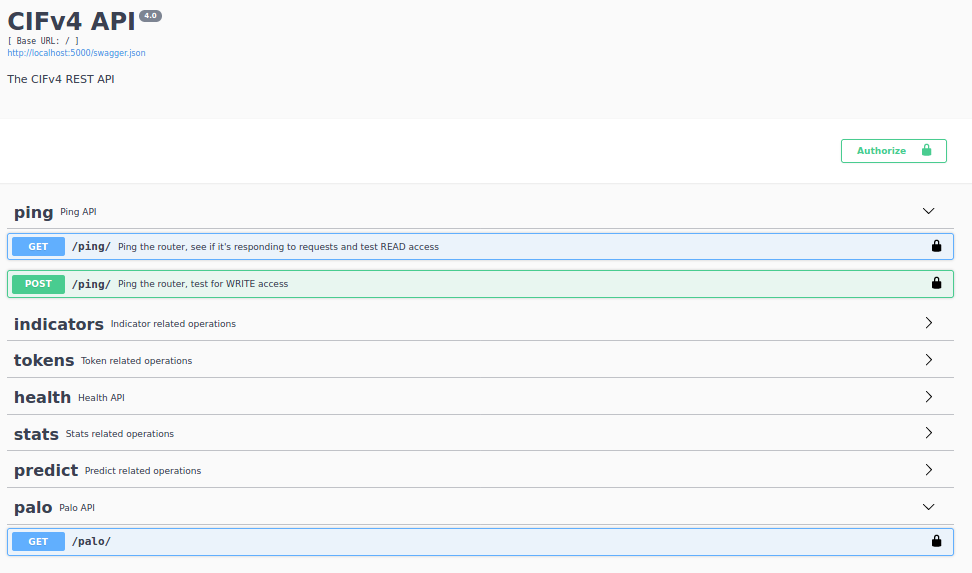 CIFv4 API 4.0
[ Base URL: / ]
http://localhost:5000/swagger.json
The CIFv4 REST API
Authorize
ping Ping API
GET /ping/ Ping the router, see if it's responding to requests and test READ access
POST /ping/ Ping the router, test for WRITE access
indicators Indicator related operations
tokens Token related operations
health Health API
stats Stats related operations
predict Predict related operations
palo Palo API
GET /palo/